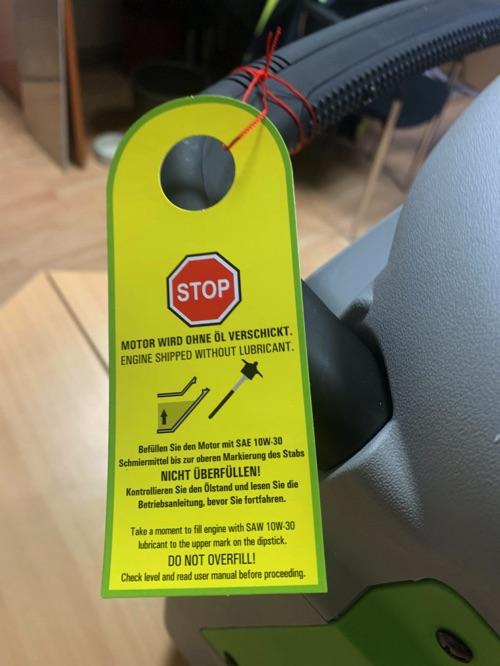 STOP
MOTOR WIRD OHNE ÖL VERSCHICKT.
ENGINE SHIPPED WITHOUT LUBRICANT.
Befüllen Sie den Motor mit SAE 10W-30
Schmiermittel bis zur oberen Markierung des Stabs
NICHT ÜBERFÜLLEN!
Kontrollieren Sie den Ölstand und lesen Sie die
Betriebsanleitung, bevor Sie fortfahren.
Take a moment to fill engine with SAW 10W-30
lubricant to the upper mark on the dipstick.
DO NOT OVERFILL!
Check level and read user manual before proceeding.